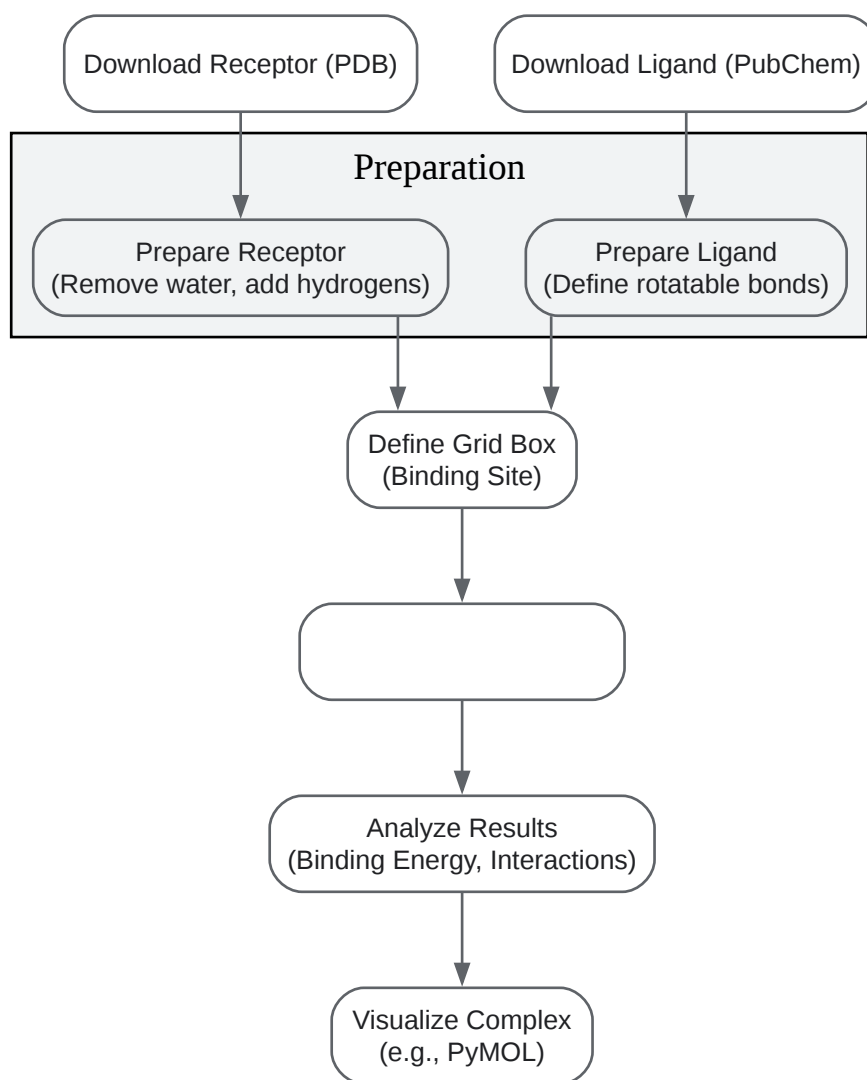 Download Receptor (PDB)
Download Ligand (PubChem)
Preparation
Prepare Receptor
(Remove water, add hydrogens)
Prepare Ligand
(Define rotatable bonds)
Define Grid Box
(Binding Site)
Analyze Results
(Binding Energy, Interactions)
Visualize Complex
(e.g., PyMOL)